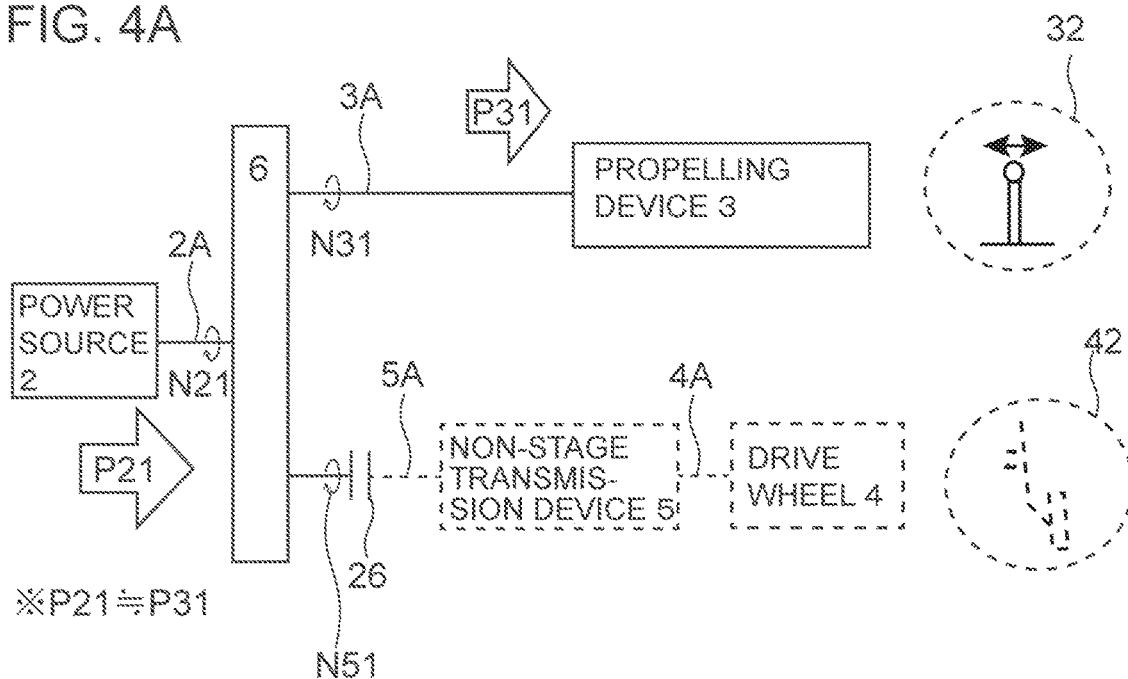 FIG. 4A
32
3A
P31
6
PROPELLING
DEVICE 3
N31
2A
POWER
SOURCE
2
N21
42
5A
4A
P21
NON-STAGE
TRANSMIS-
SION DEVICE 5
DRIVE
WHEEL 4
26
※P21≒P31
N51